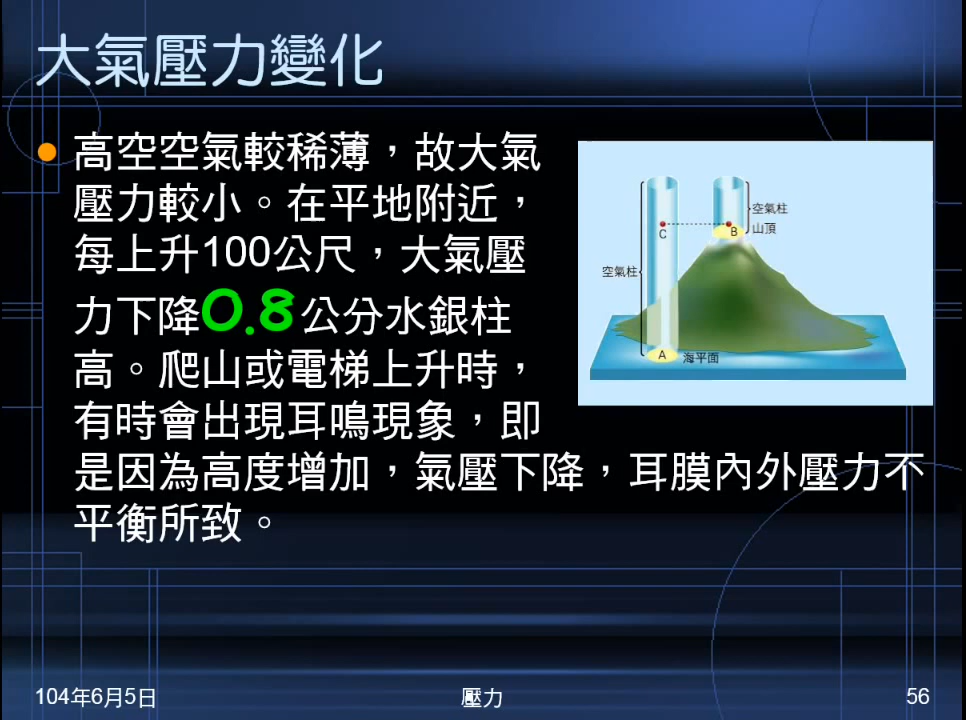 大氣壓力變化
高空空氣較稀薄，故大氣
壓力較小。在平地附近，
每上升100公尺，大氣壓
力下降0.8公分水銀柱
高。爬山或電梯上升時，
有時會出現耳鳴現象，即
是因為高度增加，氣壓下降，耳膜內外壓力不
平衡所致。
空氣柱
山頂
B
C
空氣柱
A
海平面
104年6月5日
壓力
56